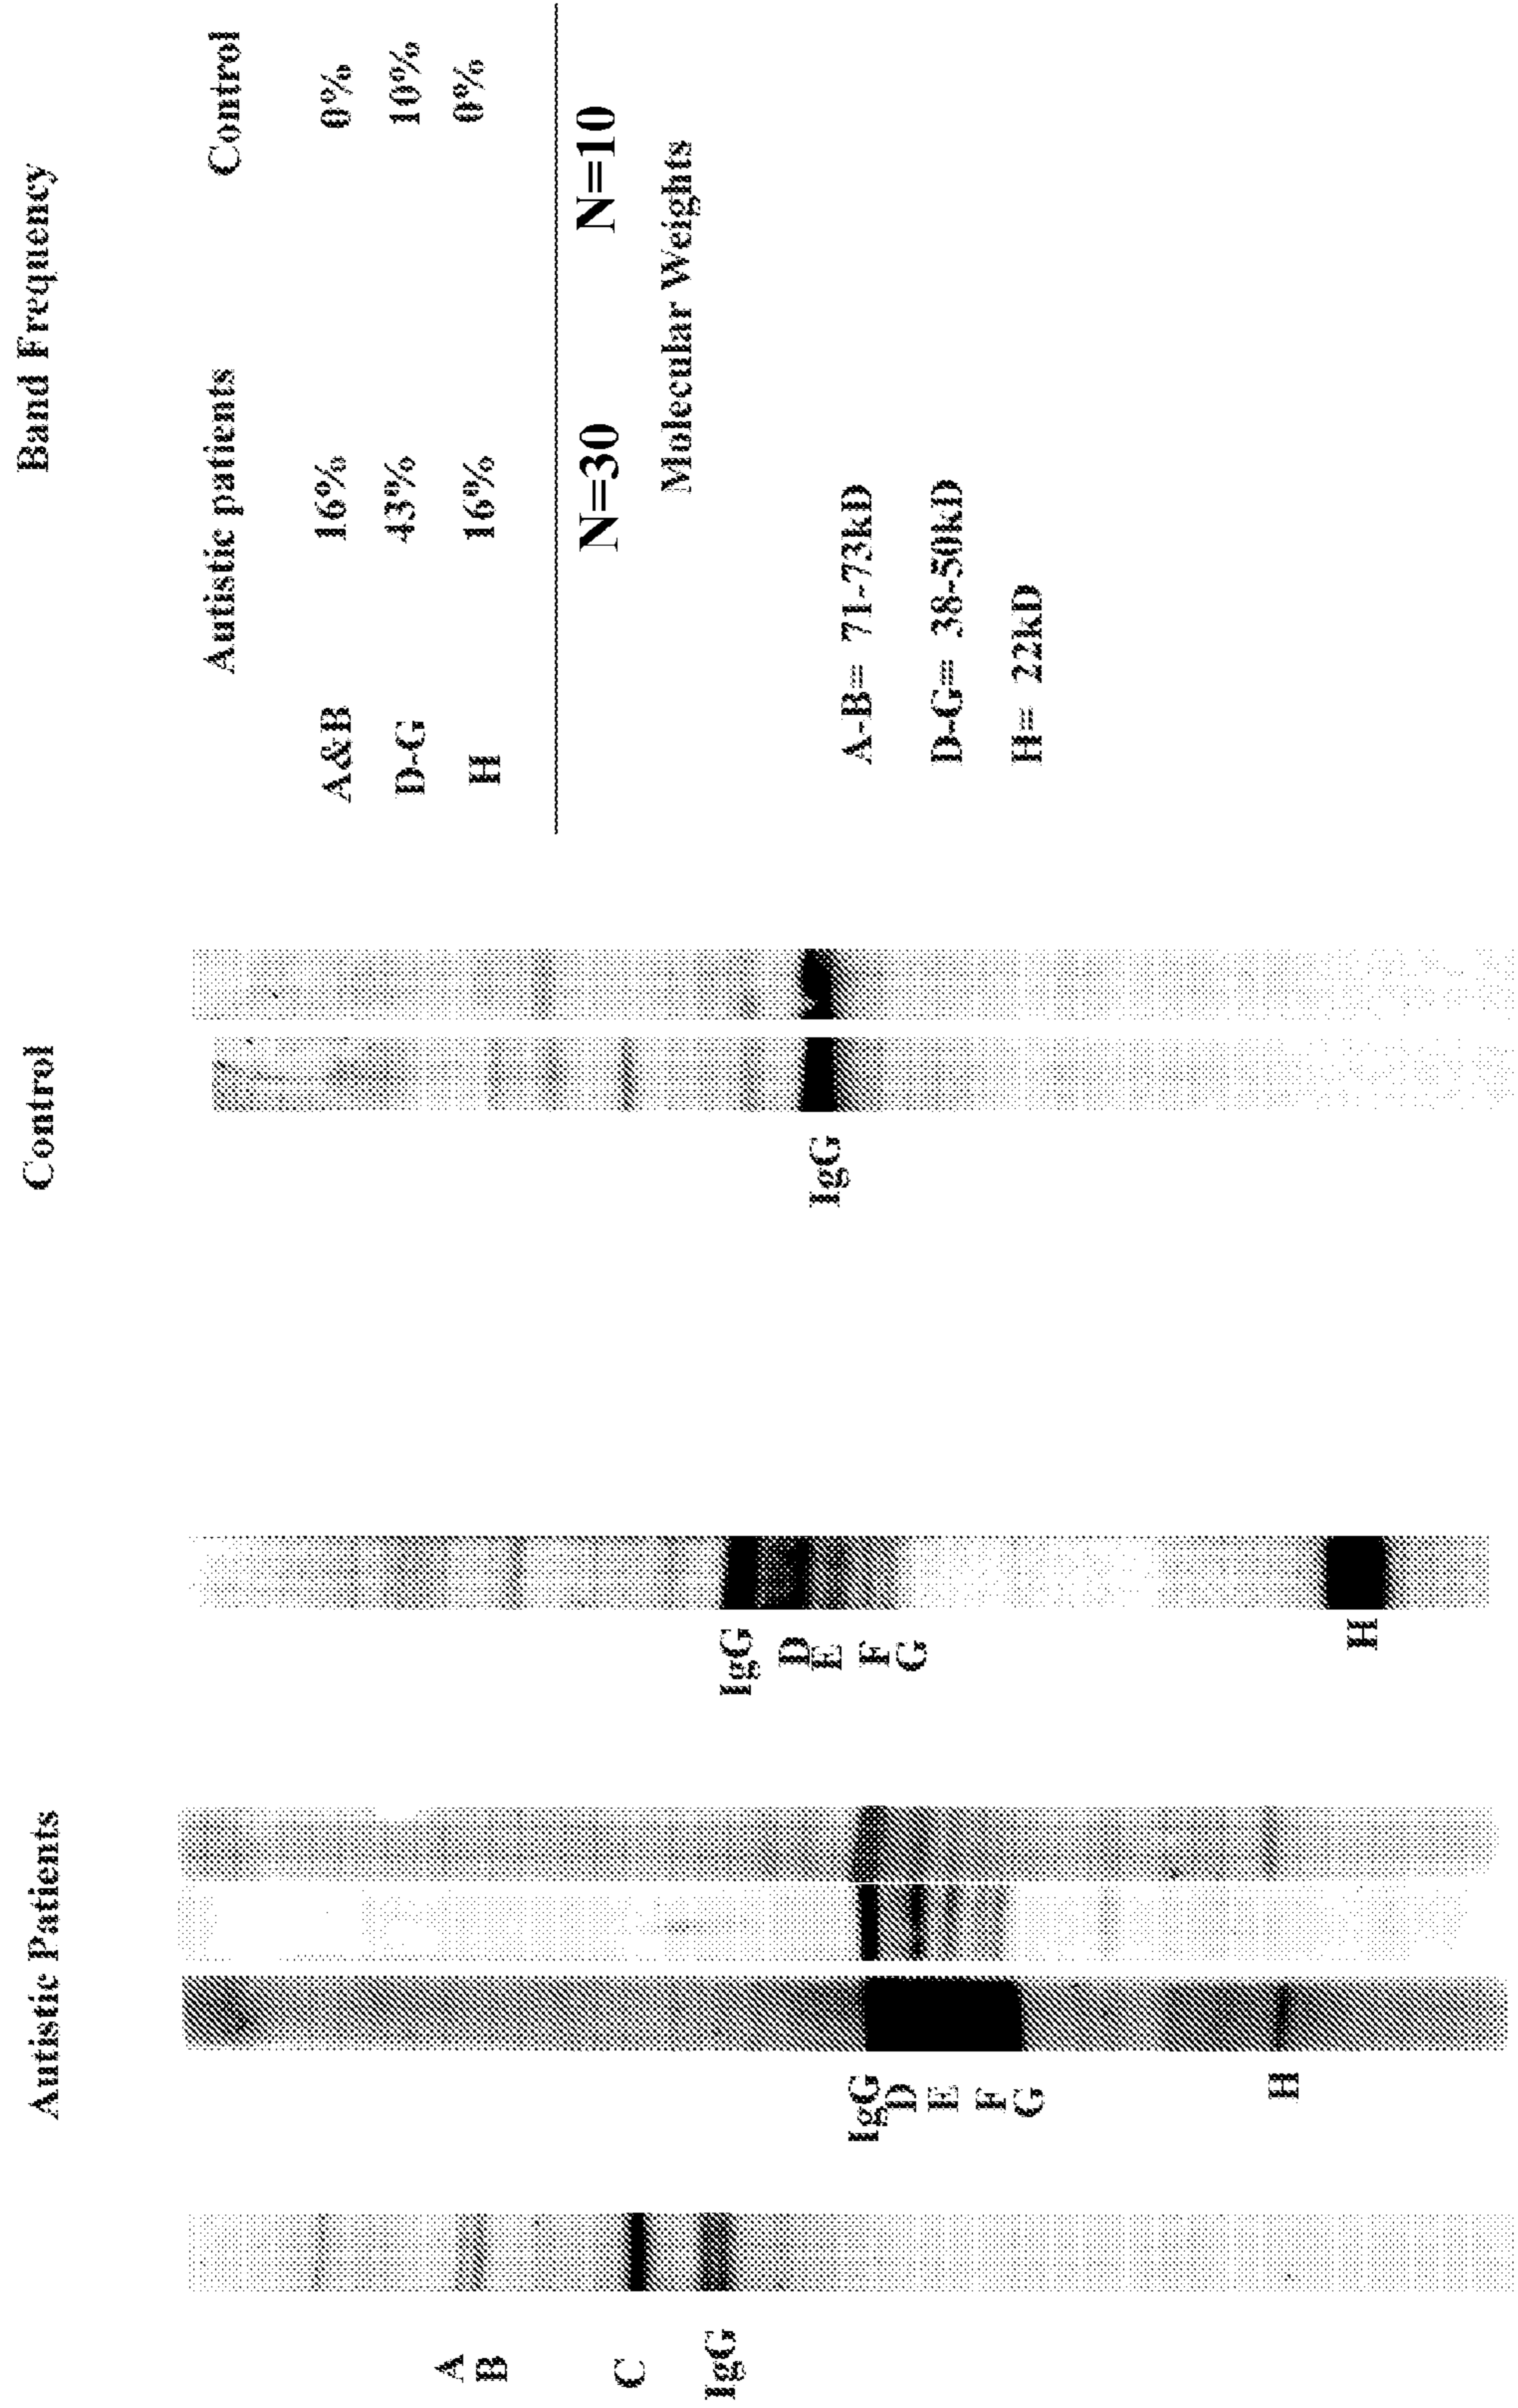 Autistic Patients
Control
Band Frequency
A
B
C
IgG
IgG
D
E
F
G
H
IgG
D
E
F
G
H
IgG
Autistic patients Control
A&B 16% 0%
D-G 43% 10%
H 16% 0%
N=30 N=10
Molecular Weights
A-B= 71-73kD
D-G= 38-50kD
H= 22kD